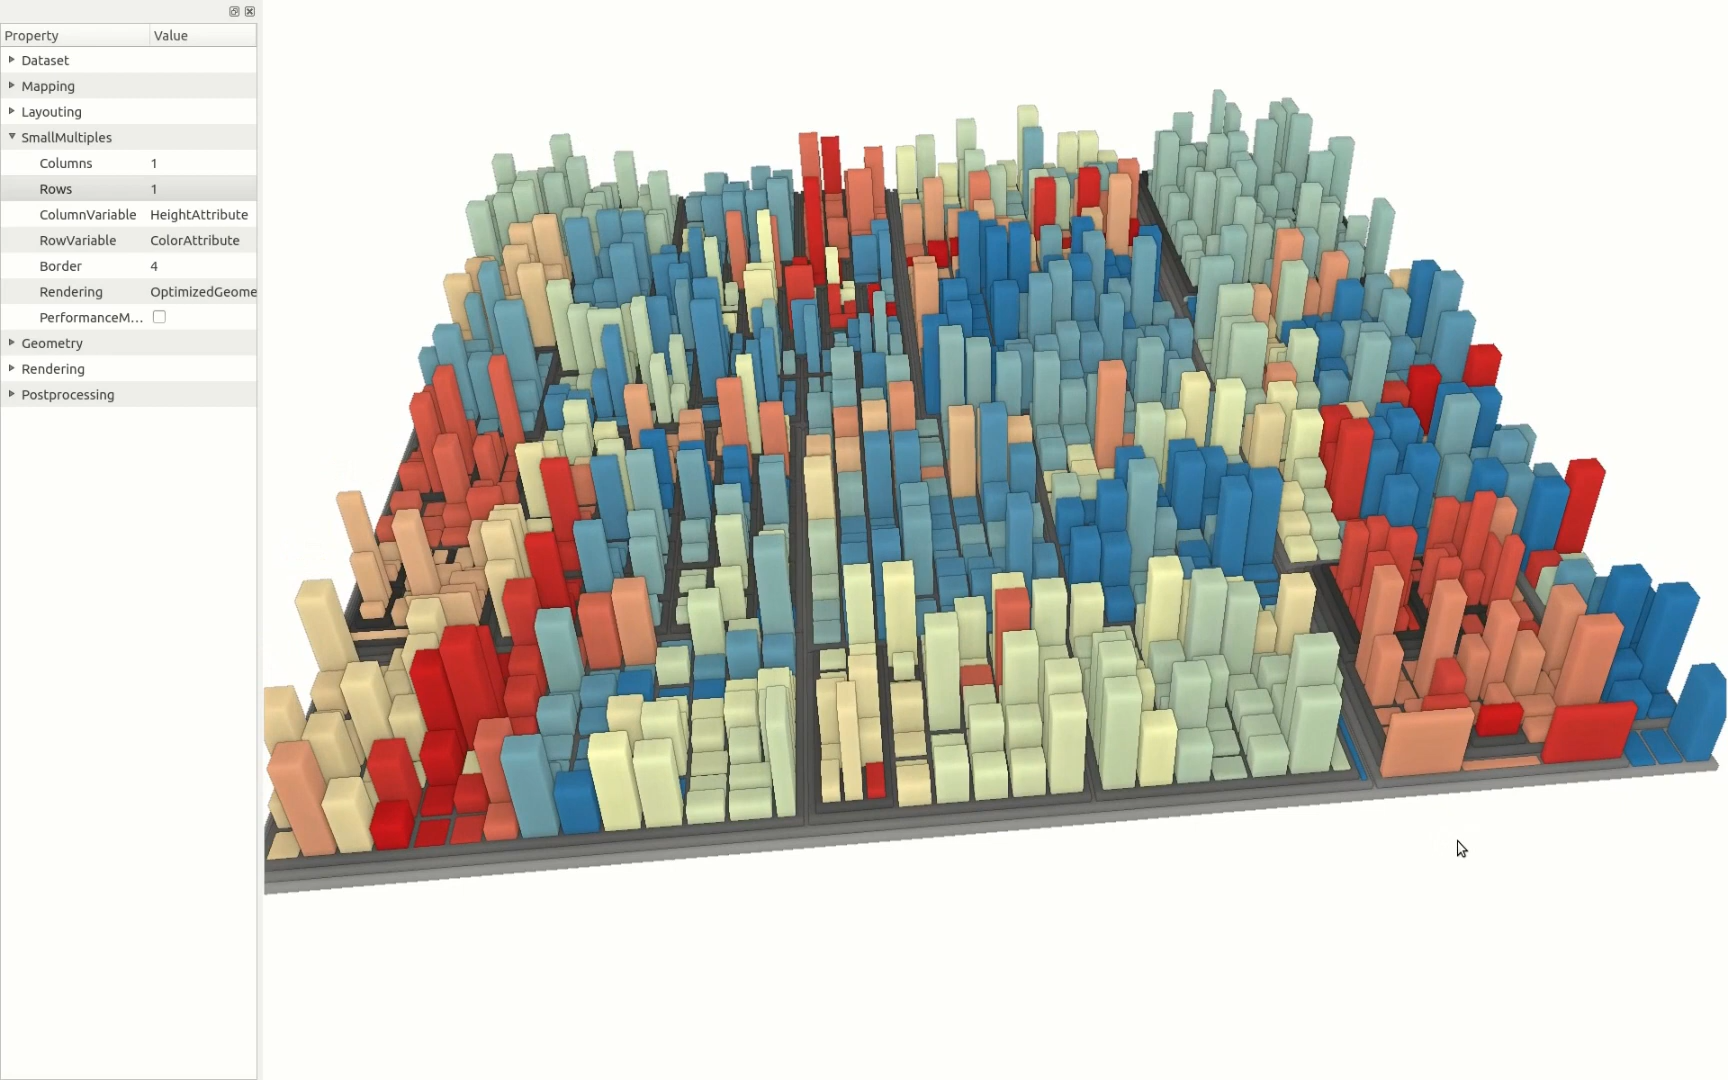 Property Value
Dataset
Mapping
Layouting
SmallMultiples
Columns 1
Rows 1
ColumnVariable HeightAttribute
RowVariable ColorAttribute
Border 4
Rendering OptimizedGeome
PerformanceM...
Geometry
Rendering
Postprocessing